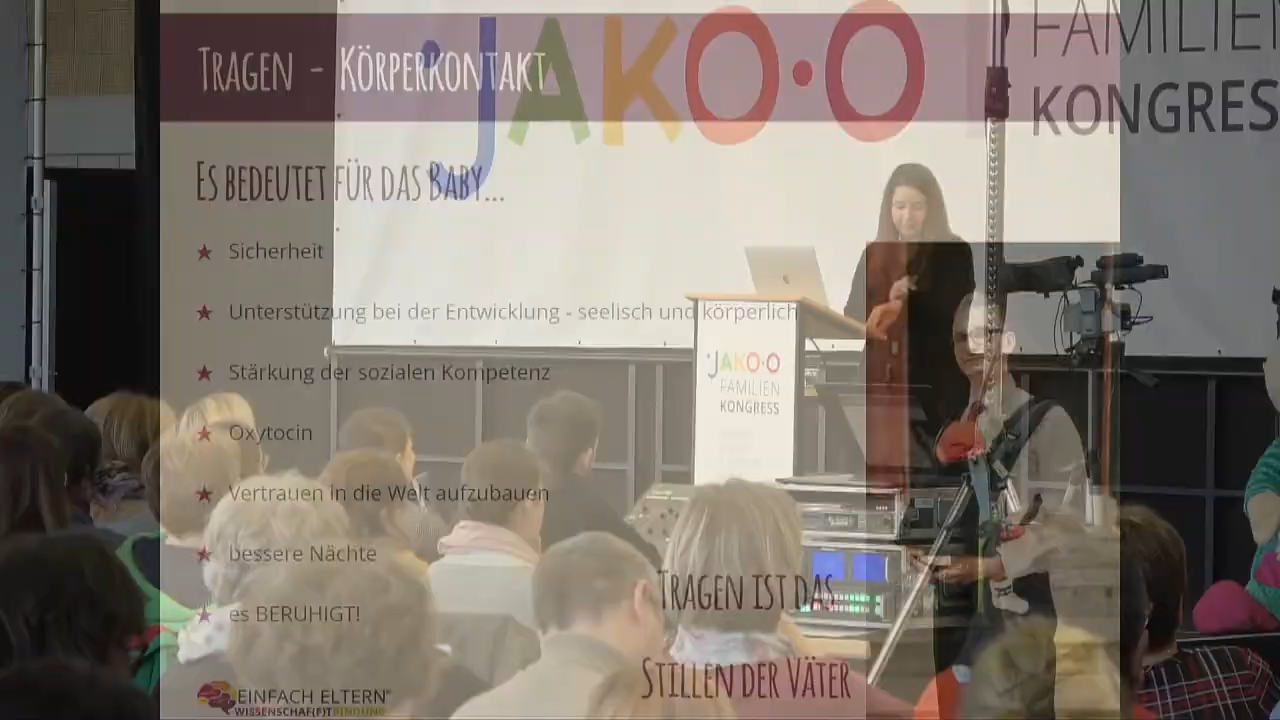 JAKO·O
FAMILIEN
KONGRES
TRAGEN - KÖRPERKONTAKT
ES BEDEUTET FÜR DAS BABY...
★ Sicherheit
★ Unterstützung bei der Entwicklung - seelisch und körperlich
★ Stärkung der sozialen Kompetenz
★ Oxytocin
★ Vertrauen in die Welt aufzubauen
★ bessere Nächte
★ es BERUHIGT!
JAKO·O
FAMILIEN
KONGRESS
TRAGEN IST DAS
STILLEN DER VÄTER
EINFACH ELTERN®
WISSENSCHAF(F)T BINDUNG